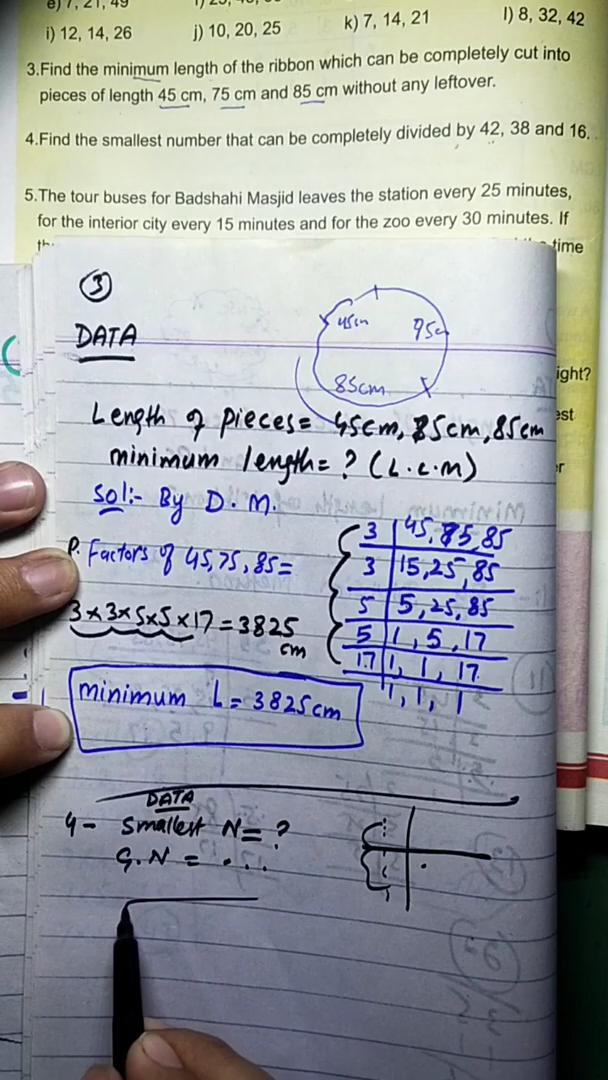 i) 12, 14, 26 j) 10, 20, 25 k) 7, 14, 21 l) 8, 32, 42
3.Find the minimum length of the ribbon which can be completely cut into
pieces of length 45 cm, 75 cm and 85 cm without any leftover.
4.Find the smallest number that can be completely divided by 42, 38 and 16.
5.The tour buses for Badshahi Masjid leaves the station every 25 minutes,
for the interior city every 15 minutes and for the zoo every 30 minutes. If
time
ight?
est
r
3
DATA
45cm 75cm
85cm
Length of pieces= 45cm, 75cm, 85cm
minimum length= ? (L.C.M)
Sol:- By D.M.
P. Factors of 45,75,85=
3×3×5×5×17=3825
cm
3 | 45,75,85
3 | 15,25,85
5 | 5,25,85
5 | 1,5,17
17 | 1,1,17
1,1,1
minimum L= 3825cm
DATA
4- Smallest N=?
G.N = . . .